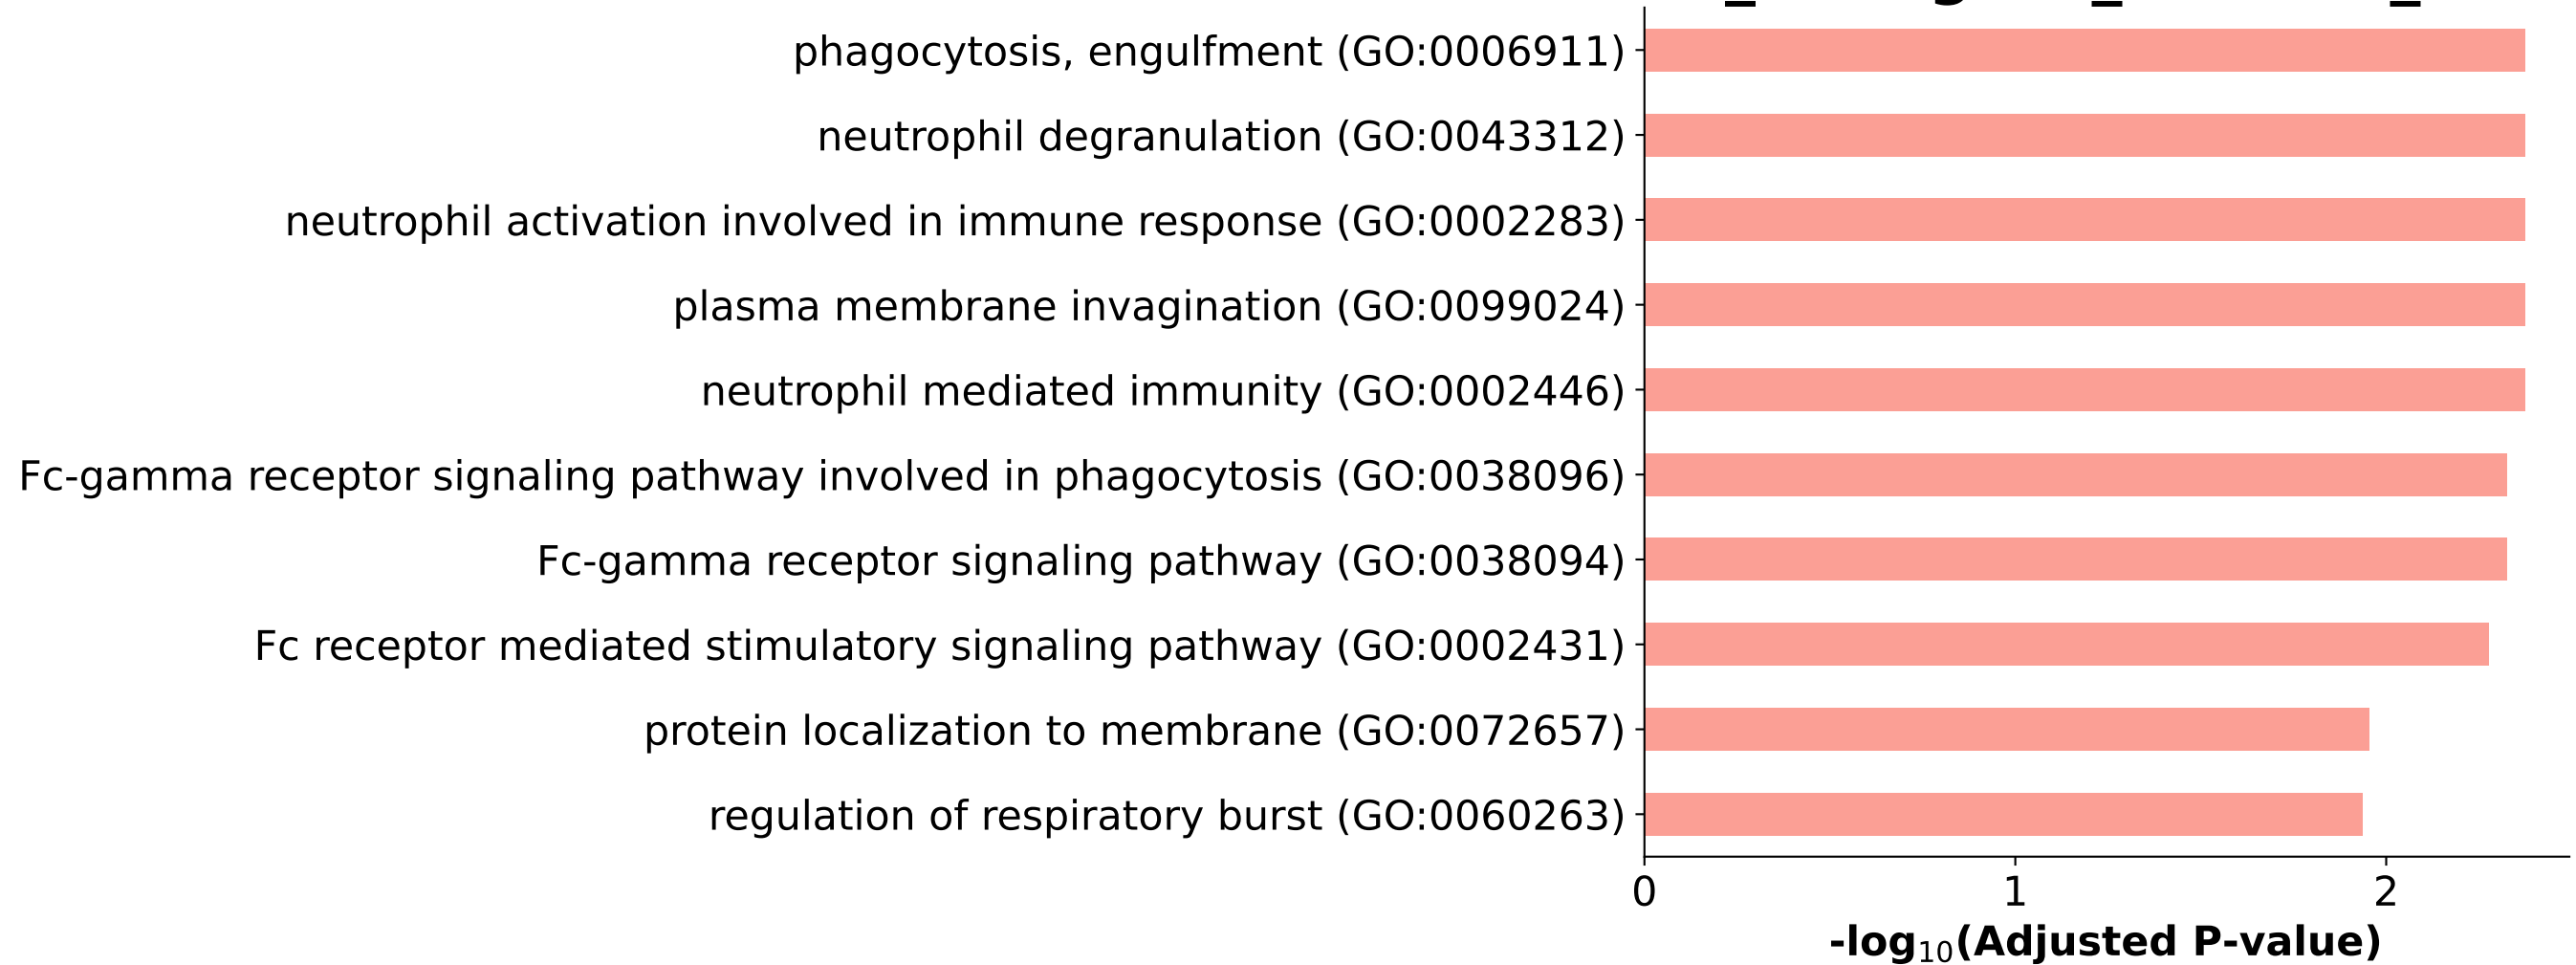 phagocytosis, engulfment (GO:0006911)
neutrophil degranulation (GO:0043312)
neutrophil activation involved in immune response (GO:0002283)
plasma membrane invagination (GO:0099024)
neutrophil mediated immunity (GO:0002446)
Fc-gamma receptor signaling pathway involved in phagocytosis (GO:0038096)
Fc-gamma receptor signaling pathway (GO:0038094)
Fc receptor mediated stimulatory signaling pathway (GO:0002431)
protein localization to membrane (GO:0072657)
regulation of respiratory burst (GO:0060263)
0 1 2
-log₁₀(Adjusted P-value)